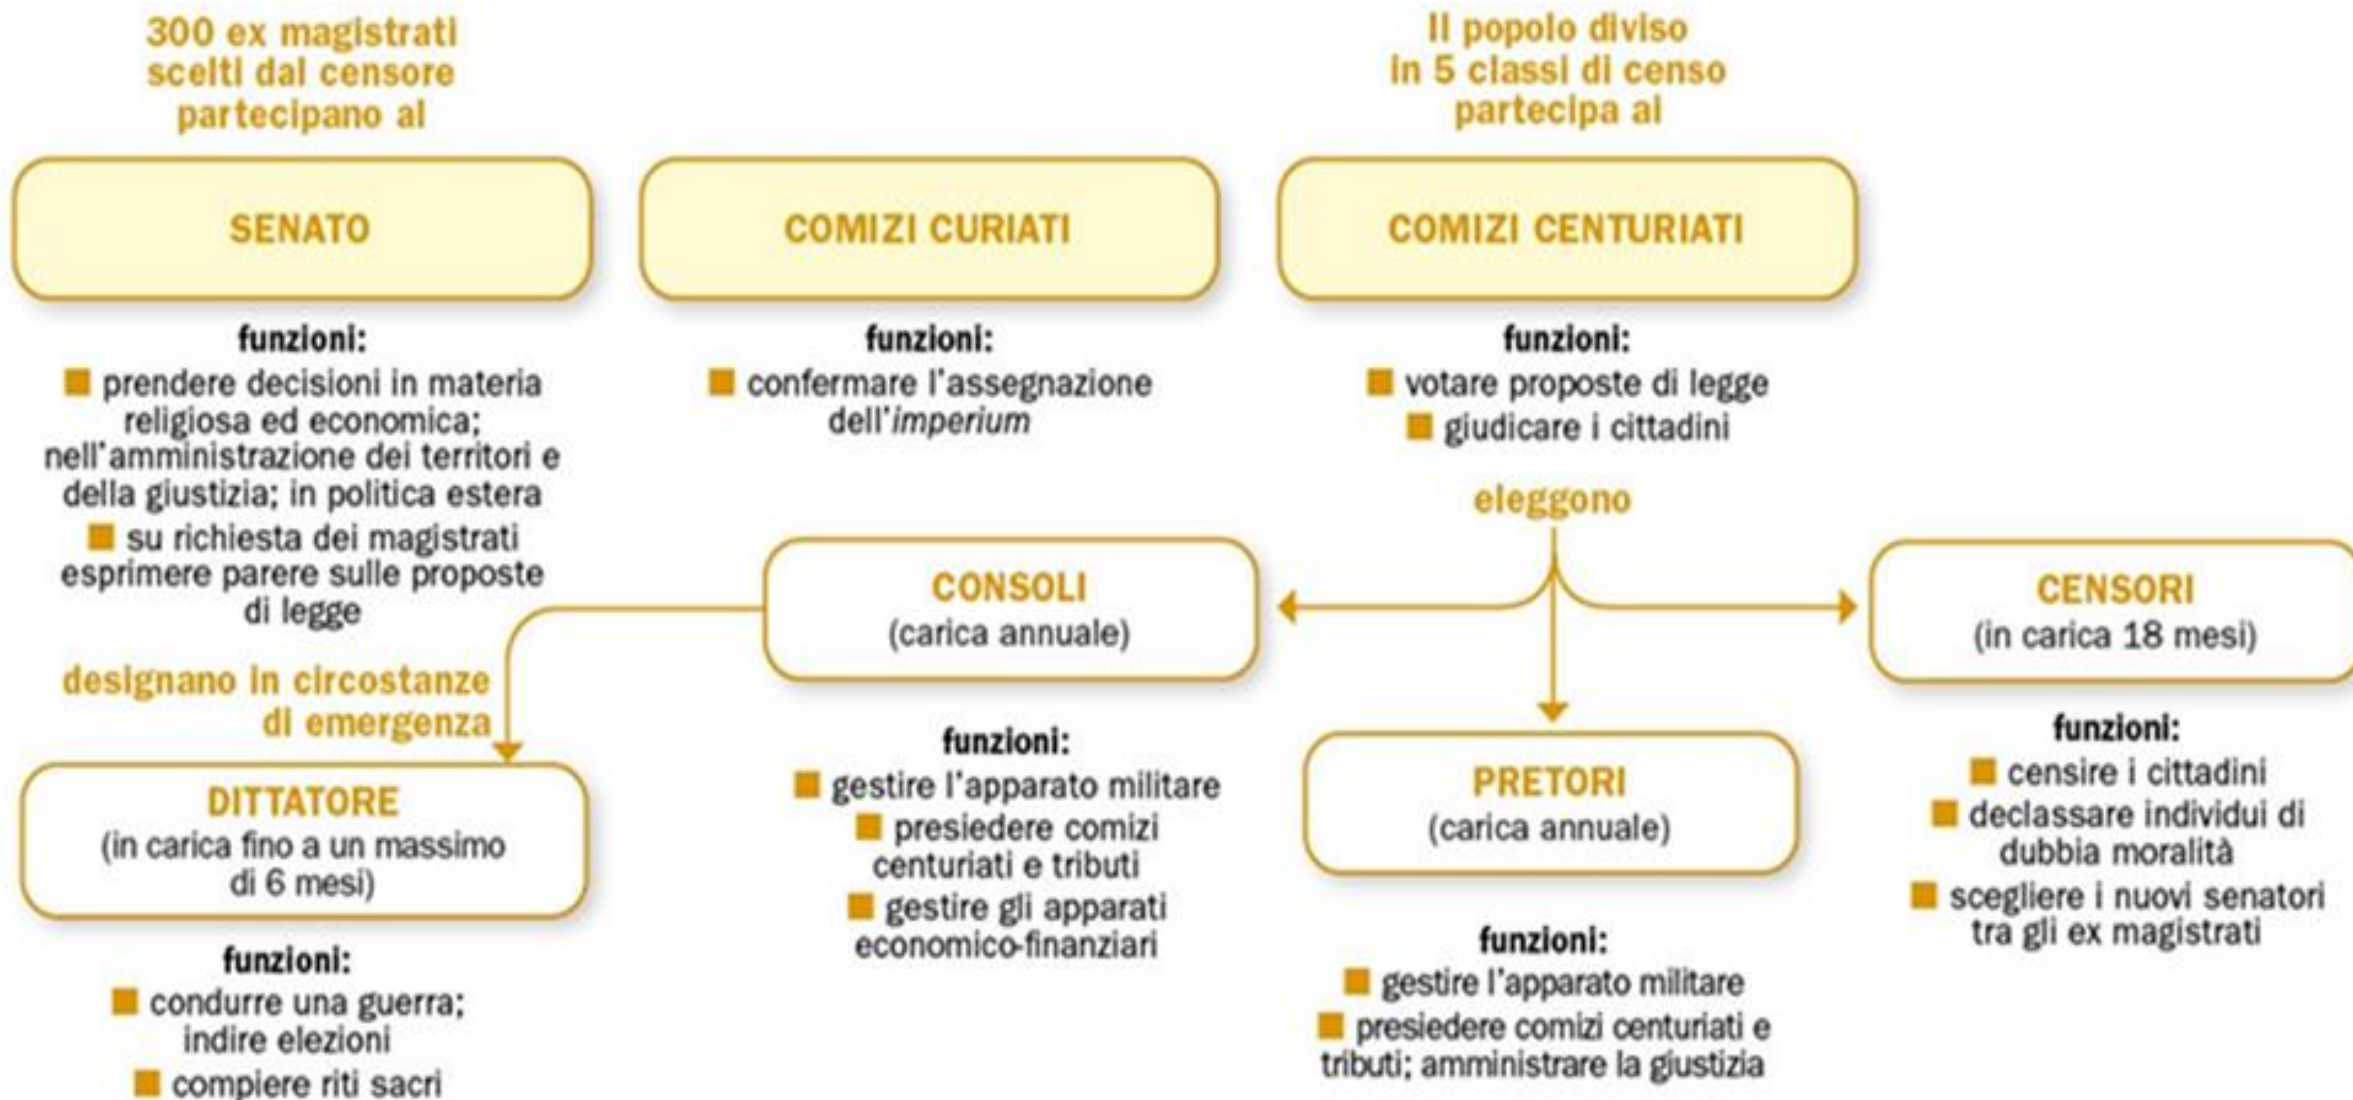 300 ex magistrati
scelti dal censore
partecipano al
SENATO
funzioni:
prendere decisioni in materia
religiosa ed economica;
nell'amministrazione dei territori e
della giustizia; in politica estera
su richiesta dei magistrati
esprimere parere sulle proposte
di legge
COMIZI CURIATI
funzioni:
confermare l'assegnazione
dell'imperium
Il popolo diviso
in 5 classi di censo
partecipa ai
COMIZI CENTURIATI
funzioni:
votare proposte di legge
giudicare i cittadini
eleggono
CONSOLI
(carica annuale)
funzioni:
gestire l'apparato militare
presiedere comizi
centuriati e tributi
gestire gli apparati
economico-finanziari
designano in circostanze
di emergenza
DITTATORE
(in carica fino a un massimo
di 6 mesi)
funzioni:
condurre una guerra;
indire elezioni
compiere riti sacri
PRETORI
(carica annuale)
funzioni:
gestire l'apparato militare
presiedere comizi centuriati e
tributi; amministrare la giustizia
CENSORI
(in carica 18 mesi)
funzioni:
censire i cittadini
declassare individui di
dubbia moralità
scegliere i nuovi senatori
tra gli ex magistrati